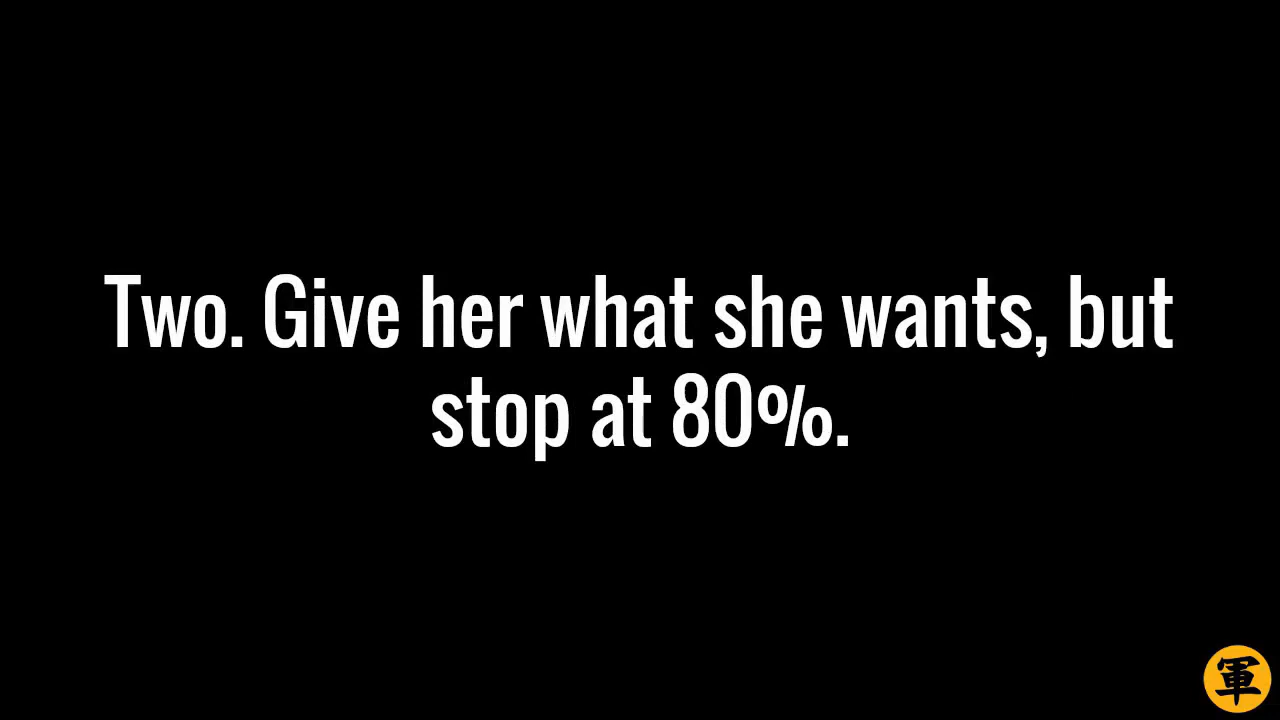 Two. Give her what she wants, but
stop at 80%.
軍